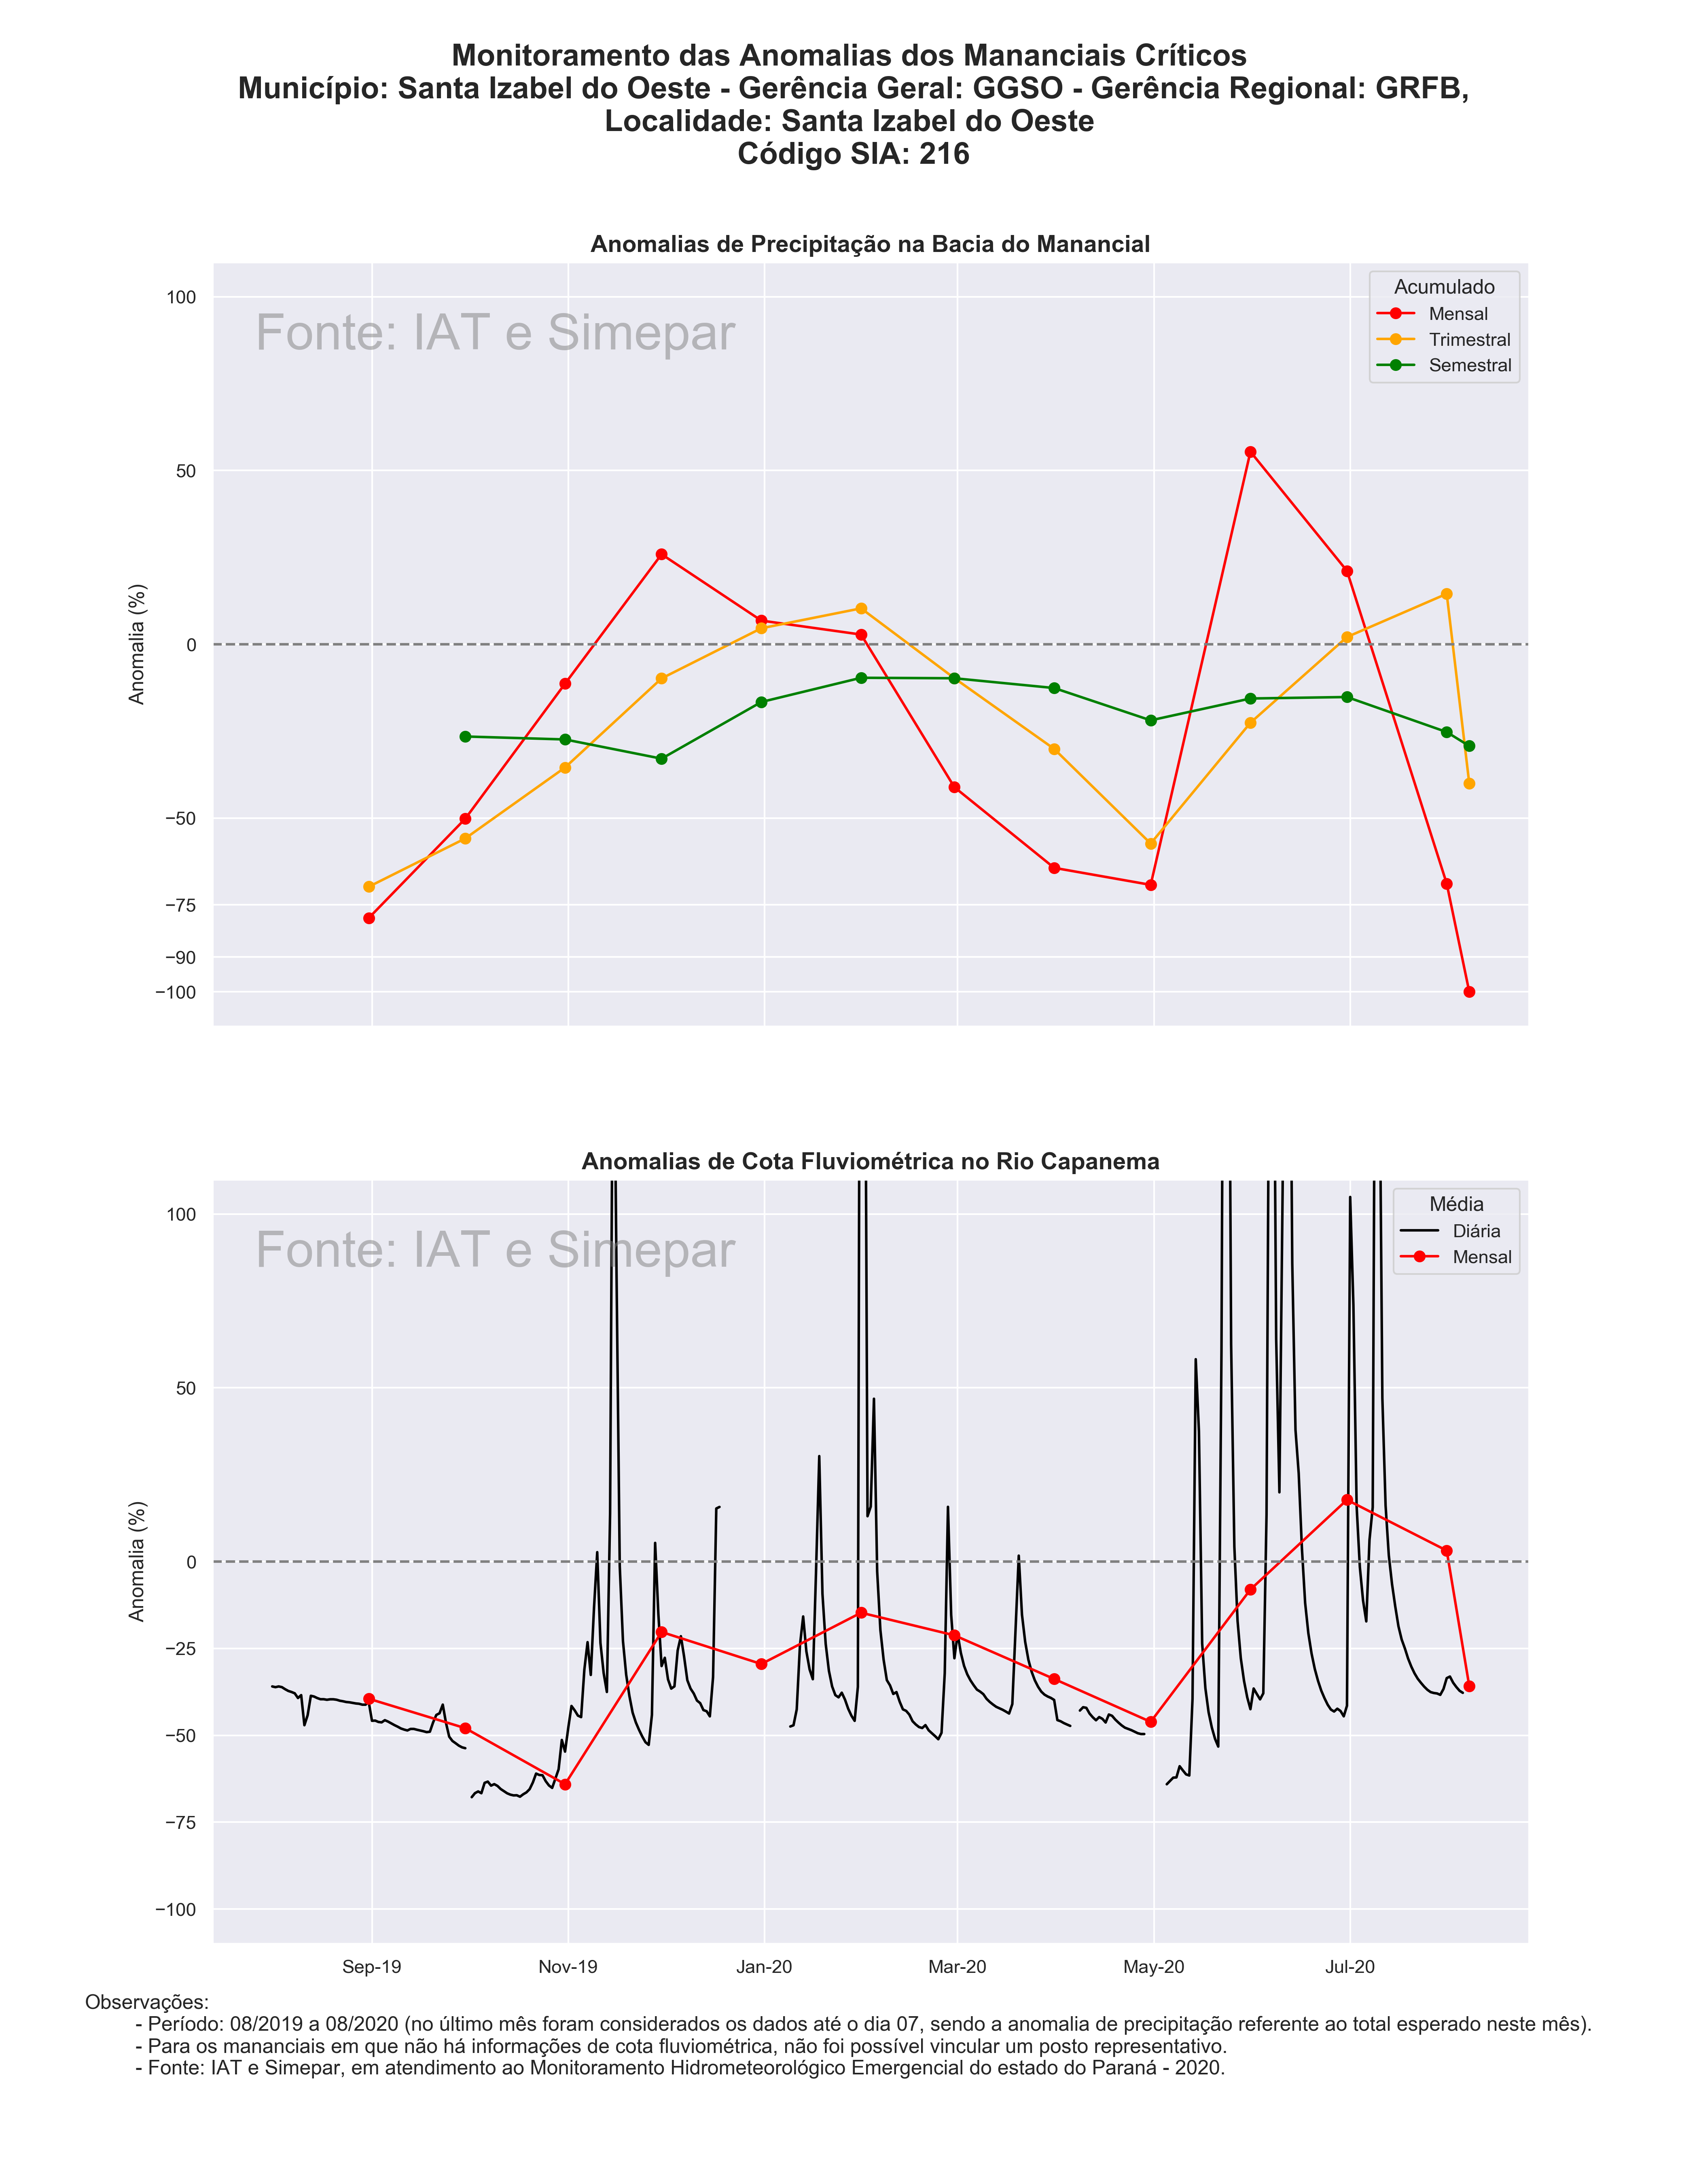 Monitoramento das Anomalias dos Mananciais Críticos
Município: Santa Izabel do Oeste - Gerência Geral: GGSO - Gerência Regional: GRFB,
Localidade: Santa Izabel do Oeste
Código SIA: 216
Anomalias de Precipitação na Bacia do Manancial
Fonte: IAT e Simepar
Acumulado
Mensal
Trimestral
Semestral
Anomalia (%)
100
50
0
−50
−75
−90
−100
Anomalias de Cota Fluviométrica no Rio Capanema
Fonte: IAT e Simepar
Média
Diária
Mensal
Anomalia (%)
100
50
0
−25
−50
−75
−100
Sep-19 Nov-19 Jan-20 Mar-20 May-20 Jul-20
Observações:
- Período: 08/2019 a 08/2020 (no último mês foram considerados os dados até o dia 07, sendo a anomalia de precipitação referente ao total esperado neste mês).
- Para os mananciais em que não há informações de cota fluviométrica, não foi possível vincular um posto representativo.
- Fonte: IAT e Simepar, em atendimento ao Monitoramento Hidrometeorológico Emergencial do estado do Paraná - 2020.